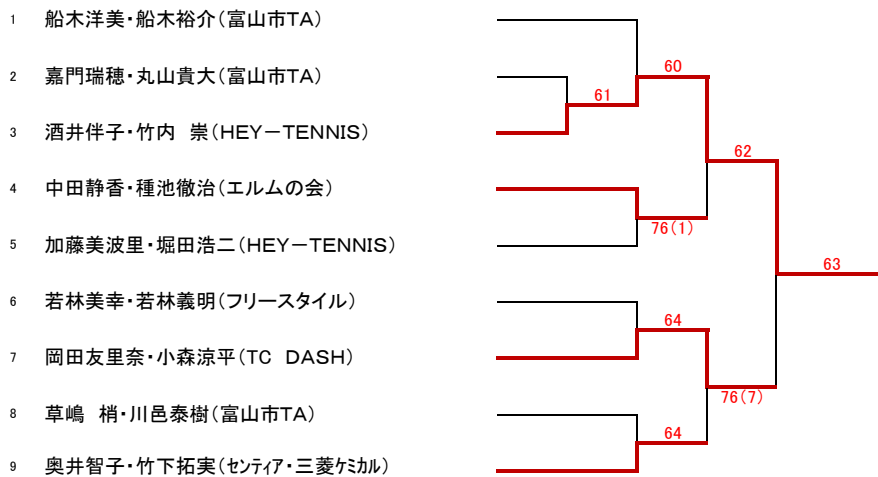 1 船木洋美・船木裕介(富山市TA)
60
2 嘉門瑞穂・丸山貴大(富山市TA)
61
3 酒井伴子・竹内 崇(HEY－TENNIS)
62
4 中田静香・種池徹治(エルムの会)
76(1)
5 加藤美波里・堀田浩二(HEY－TENNIS)
63
6 若林美幸・若林義明(フリースタイル)
64
7 岡田友里奈・小森涼平(TC DASH)
76(7)
8 草嶋 梢・川邑泰樹(富山市TA)
64
9 奥井智子・竹下拓実(センティア・三菱ケミカル)